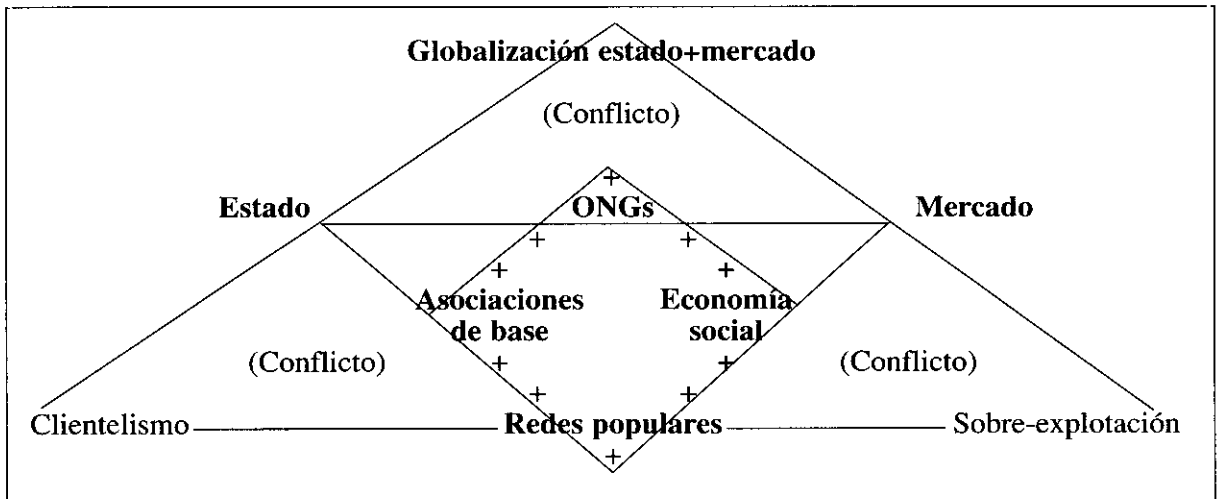 Globalización estado+mercado
(Conflicto)
+
Estado ONGs Mercado
+ +
+ +
Asociaciones Economía
de base social
(Conflicto) + + (Conflicto)
+ +
Clientelismo Redes populares Sobre-explotación
+